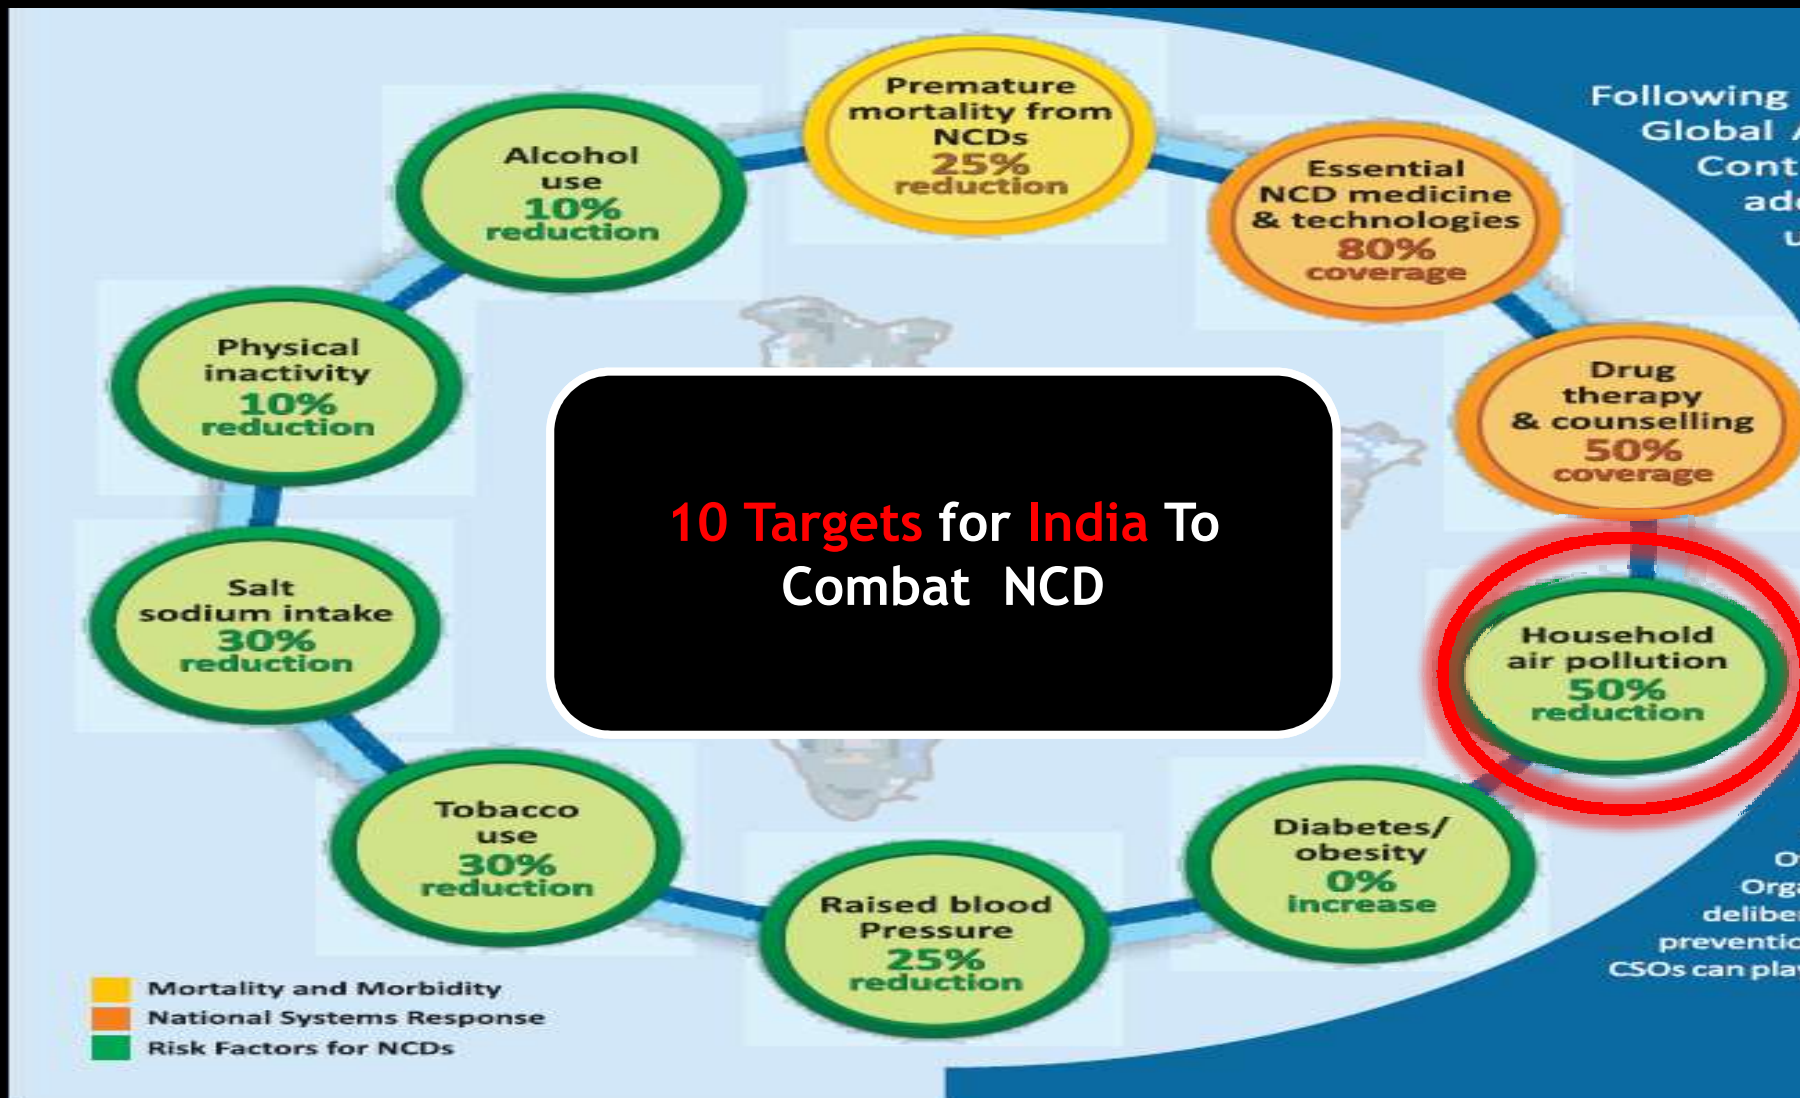 10 Targets for India To
Combat NCD
Premature
mortality from
NCDs
25%
reduction
Essential
NCD medicine
& technologies
80%
coverage
Drug
therapy
& counselling
50%
coverage
Household
air pollution
50%
reduction
Diabetes/
obesity
0%
increase
Raised blood
Pressure
25%
reduction
Tobacco
use
30%
reduction
Salt
sodium intake
30%
reduction
Physical
inactivity
10%
reduction
Alcohol
use
10%
reduction
Mortality and Morbidity
National Systems Response
Risk Factors for NCDs
Following
Global
CSOs can